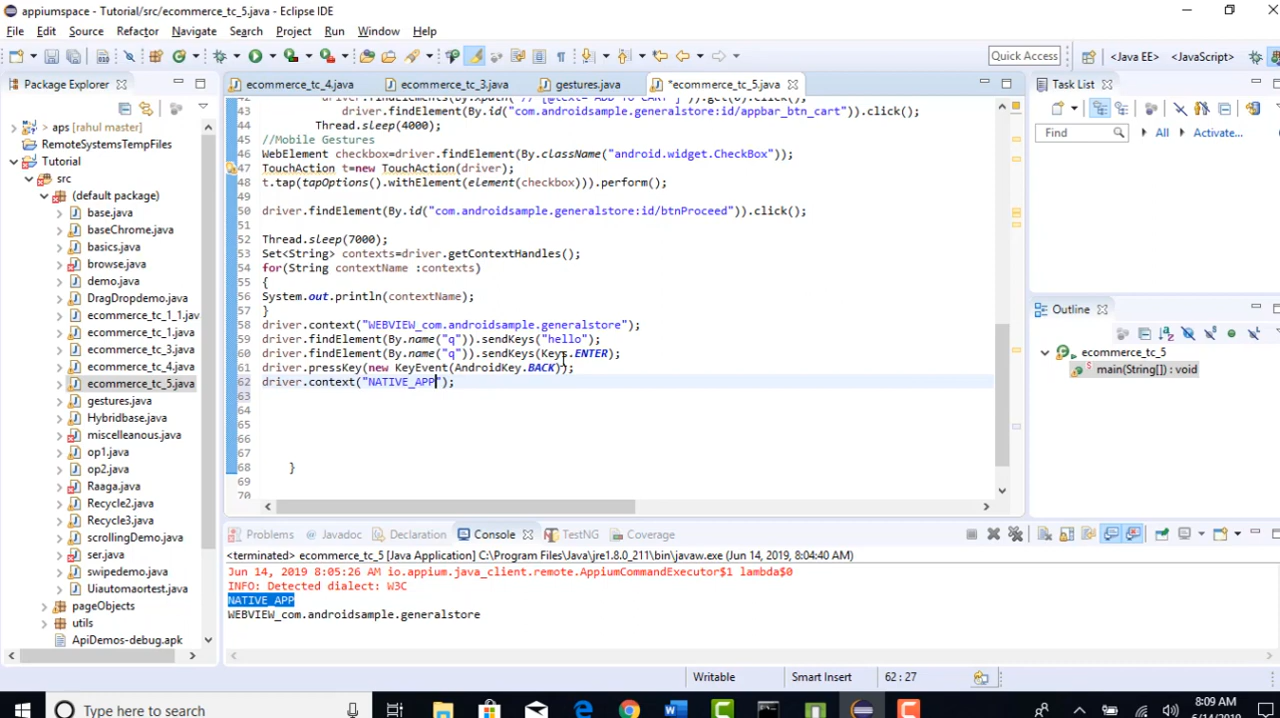 appiumspace - Tutorial/src/ecommerce_tc_5.java - Eclipse IDE
File Edit Source Refactor Navigate Search Project Run Window Help
Quick Access
<Java EE> <JavaScript>
Package Explorer
ecommerce_tc_4.java ecommerce_tc_3.java gestures.java *ecommerce_tc_5.java
Task List
Find All Activate...
aps (rahul master)
RemoteSystemsTempFiles
Tutorial
src
(default package)
base.java
baseChrome.java
basics.java
browse.java
demo.java
DragDropdemo.java
ecommerce_tc_1_1.jav
ecommerce_tc_1.java
ecommerce_tc_3.java
ecommerce_tc_4.java
ecommerce_tc_5.java
gestures.java
Hybridbase.java
miscelleanous.java
op1.java
op2.java
Raaga.java
Recycle2.java
Recycle3.java
scrollingDemo.java
ser.java
swipedemo.java
Uiautomaortest.java
pageObjects
utils
ApiDemos-debug.apk
42 driver.findElements(By.xpath("//*[@text='ADD TO CART']")).get(0).click();
43 driver.findElement(By.id("com.androidsample.generalstore:id/appbar_btn_cart")).click();
44 Thread.sleep(4000);
45 //Mobile Gestures
46 WebElement checkbox=driver.findElement(By.className("android.widget.CheckBox"));
47 TouchAction t=new TouchAction(driver);
48 t.tap(tapOptions().withElement(element(checkbox))).perform();
49
50 driver.findElement(By.id("com.androidsample.generalstore:id/btnProceed")).click();
51
52 Thread.sleep(7000);
53 Set<String> contexts=driver.getContextHandles();
54 for(String contextName :contexts)
55 {
56 System.out.println(contextName);
57 }
58 driver.context("WEBVIEW_com.androidsample.generalstore");
59 driver.findElement(By.name("q")).sendKeys("hello");
60 driver.findElement(By.name("q")).sendKeys(Keys.ENTER);
61 driver.pressKey(new KeyEvent(AndroidKey.BACK));
62 driver.context("NATIVE_APP");
63
64
65
66
67
68 }
69
70
Outline
ecommerce_tc_5
main(String[]) : void
Problems Javadoc Declaration Console TestNG Coverage
<terminated> ecommerce_tc_5 [Java Application] C:\Program Files\Java\jre1.8.0_211\bin\javaw.exe (Jun 14, 2019 8:04:40 AM)
Jun 14, 2019 8:05:26 AM io.appium.java_client.remote.AppiumCommandExecutor$1 lambda$0
INFO: Detected dialect: W3C
NATIVE_APP
WEBVIEW_com.androidsample.generalstore
Writable Smart Insert 62 : 27
Type here to search
8:09 AM